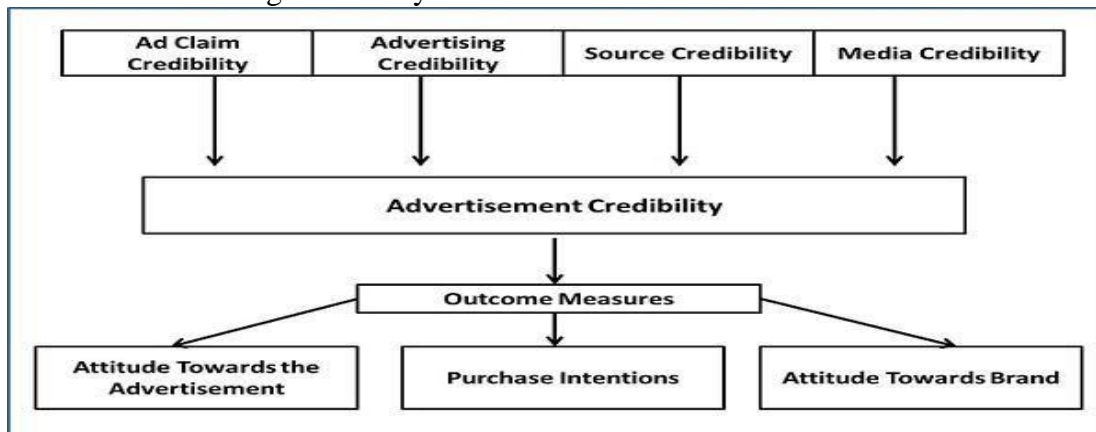 Ad Claim
Credibility
Advertising
Credibility
Source Credibility
Media Credibility
Advertisement Credibility
Outcome Measures
Attitude Towards the
Advertisement
Purchase Intentions
Attitude Towards Brand